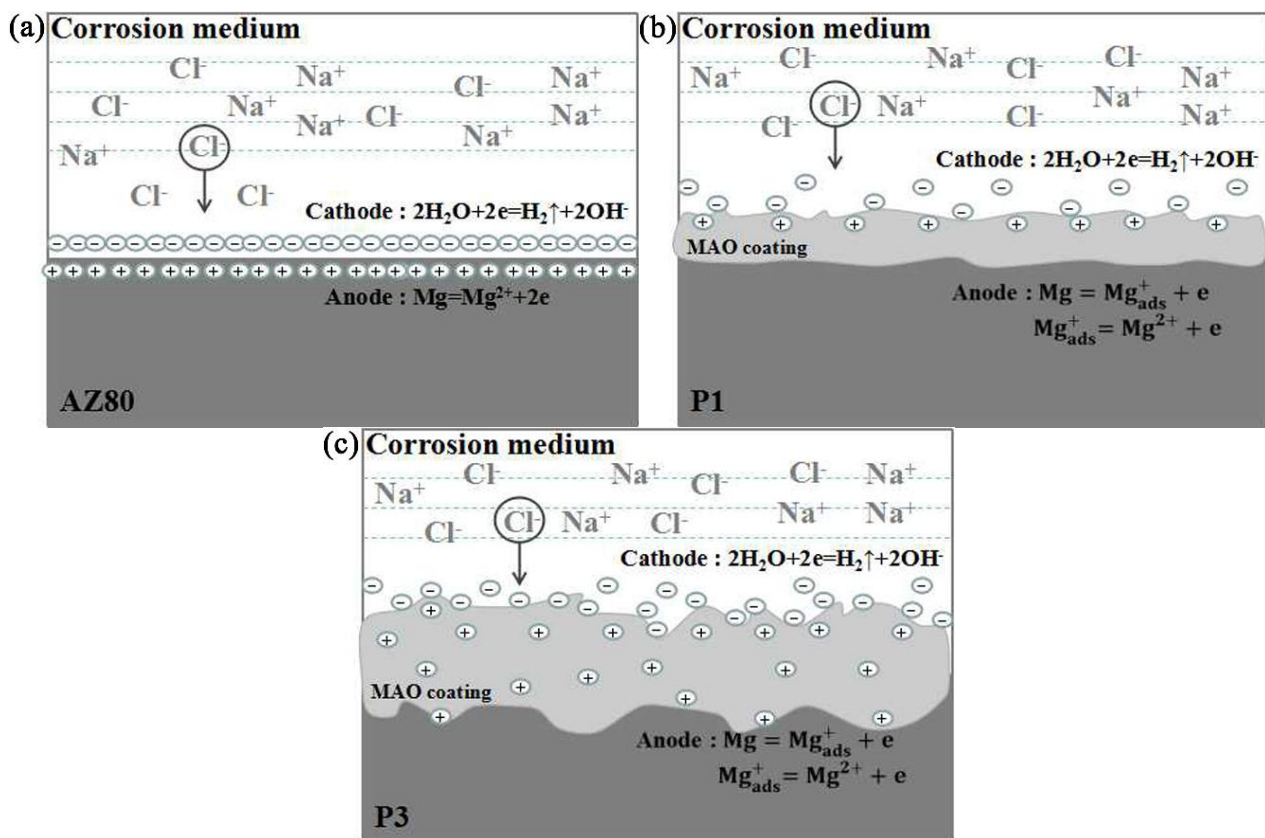 (a)
Corrosion medium
Cl⁻ Na⁺ Cl⁻ Na⁺
Cl⁻ Na⁺ Na⁺ Cl⁻ Na⁺ Na⁺
Na⁺ Cl⁻
Cl⁻ Cl⁻
Cathode : 2H₂O+2e=H₂↑+2OH⁻
Anode : Mg=Mg²⁺+2e
AZ80
(b)
Corrosion medium
Cl⁻ Na⁺ Cl⁻ Cl⁻
Na⁺ Na⁺
Cl⁻ Na⁺ Cl⁻ Na⁺
Cl⁻ Cl⁻ Na⁺
Cathode : 2H₂O+2e=H₂↑+2OH⁻
MAO coating
Anode : Mg = Mg⁺ads + e
Mg⁺ads = Mg²⁺ + e
P1
(c)
Corrosion medium
Cl⁻ Na⁺ Cl⁻ Cl⁻ Na⁺
Na⁺
Cl⁻ Cl⁻ Na⁺ Cl⁻ Na⁺ Na⁺
Cathode : 2H₂O+2e=H₂↑+2OH⁻
MAO coating
Anode : Mg = Mg⁺ads + e
Mg⁺ads = Mg²⁺ + e
P3